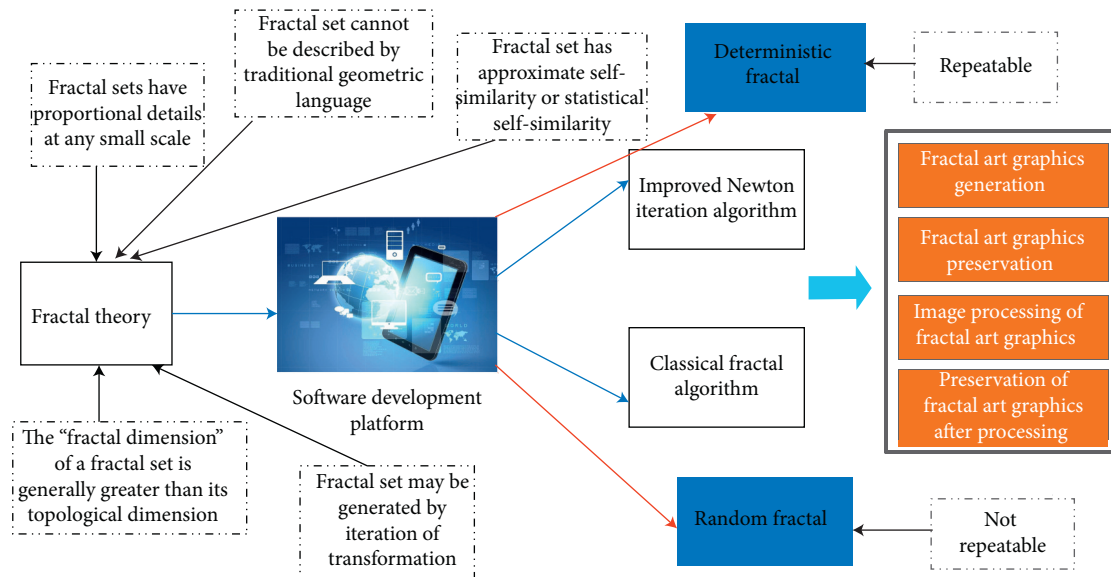 Fractal set cannot
be described by
traditional geometric
language
Fractal sets have
proportional details
at any small scale
Fractal set has
approximate self-
similarity or statistical
self-similarity
Deterministic
fractal
Repeatable
Fractal theory
Software development
platform
Improved Newton
iteration algorithm
Classical fractal
algorithm
Fractal art graphics
generation
Fractal art graphics
preservation
Image processing of
fractal art graphics
Preservation of
fractal art graphics
after processing
The “fractal dimension”
of a fractal set is
generally greater than its
topological dimension
Fractal set may be
generated by
iteration of
transformation
Random fractal
Not
repeatable